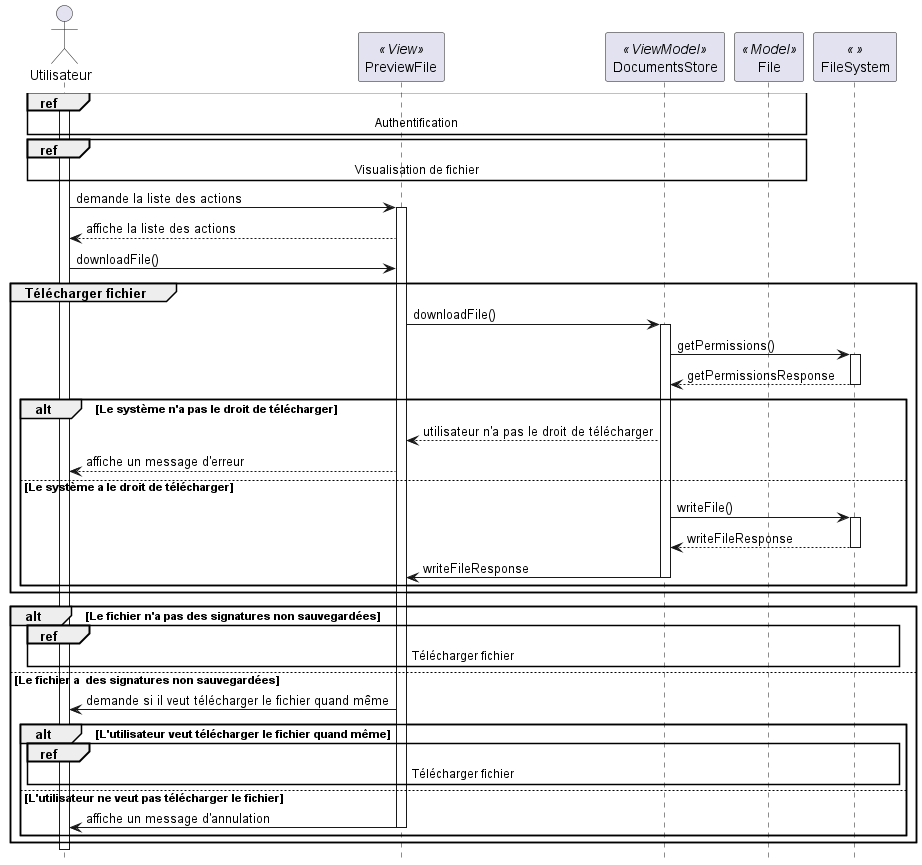 Utilisateur
«View»
PreviewFile
«ViewModel»
DocumentsStore
«Model»
File
« »
FileSystem
ref
Authentification
ref
Visualisation de fichier
demande la liste des actions
affiche la liste des actions
downloadFile()
Télécharger fichier
downloadFile()
getPermissions()
getPermissionsResponse
alt [Le système n'a pas le droit de télécharger]
utilisateur n'a pas le droit de télécharger
affiche un message d'erreur
[Le système a le droit de télécharger]
writeFile()
writeFileResponse
writeFileResponse
alt [Le fichier n'a pas des signatures non sauvegardées]
ref
Télécharger fichier
[Le fichier a des signatures non sauvegardées]
demande si il veut télécharger le fichier quand même
alt [L'utilisateur veut télécharger le fichier quand même]
ref
Télécharger fichier
[L'utilisateur ne veut pas télécharger le fichier]
affiche un message d'annulation